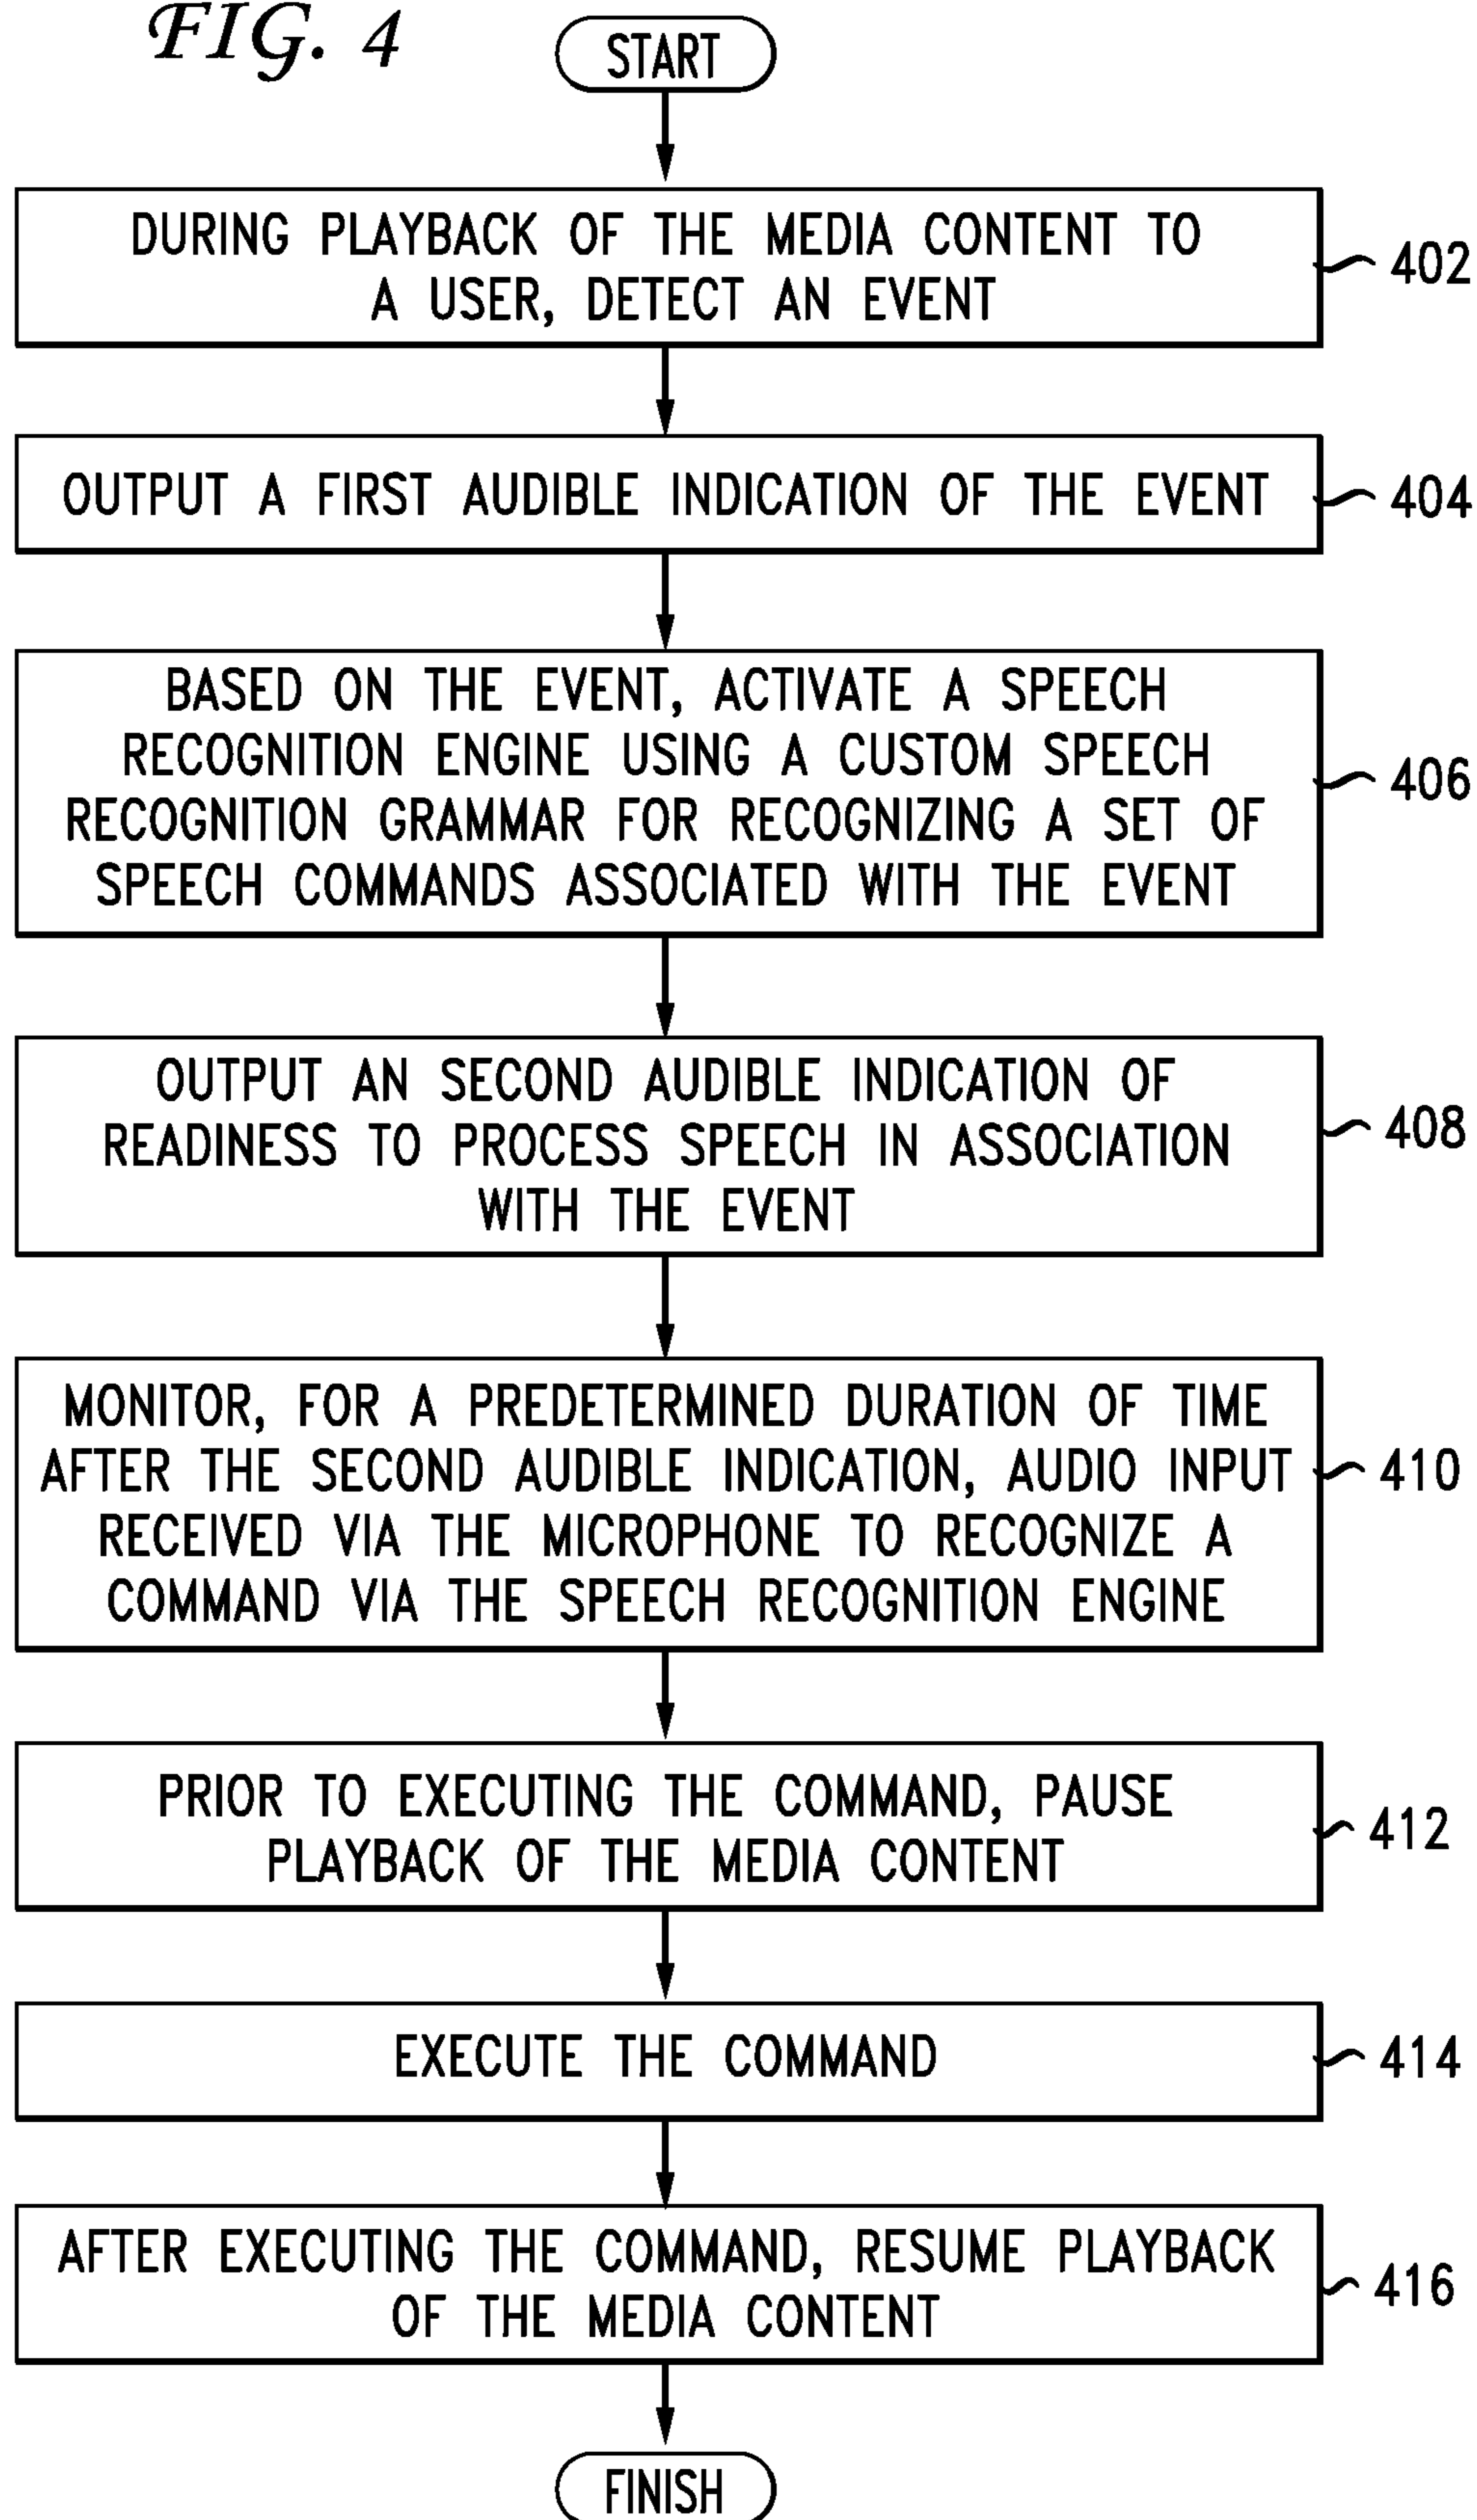 FIG. 4
START
DURING PLAYBACK OF THE MEDIA CONTENT TO
A USER, DETECT AN EVENT
402
OUTPUT A FIRST AUDIBLE INDICATION OF THE EVENT
404
BASED ON THE EVENT, ACTIVATE A SPEECH
RECOGNITION ENGINE USING A CUSTOM SPEECH
RECOGNITION GRAMMAR FOR RECOGNIZING A SET OF
SPEECH COMMANDS ASSOCIATED WITH THE EVENT
406
OUTPUT AN SECOND AUDIBLE INDICATION OF
READINESS TO PROCESS SPEECH IN ASSOCIATION
WITH THE EVENT
408
MONITOR, FOR A PREDETERMINED DURATION OF TIME
AFTER THE SECOND AUDIBLE INDICATION, AUDIO INPUT
RECEIVED VIA THE MICROPHONE TO RECOGNIZE A
COMMAND VIA THE SPEECH RECOGNITION ENGINE
410
PRIOR TO EXECUTING THE COMMAND, PAUSE
PLAYBACK OF THE MEDIA CONTENT
412
EXECUTE THE COMMAND
414
AFTER EXECUTING THE COMMAND, RESUME PLAYBACK
OF THE MEDIA CONTENT
416
FINISH